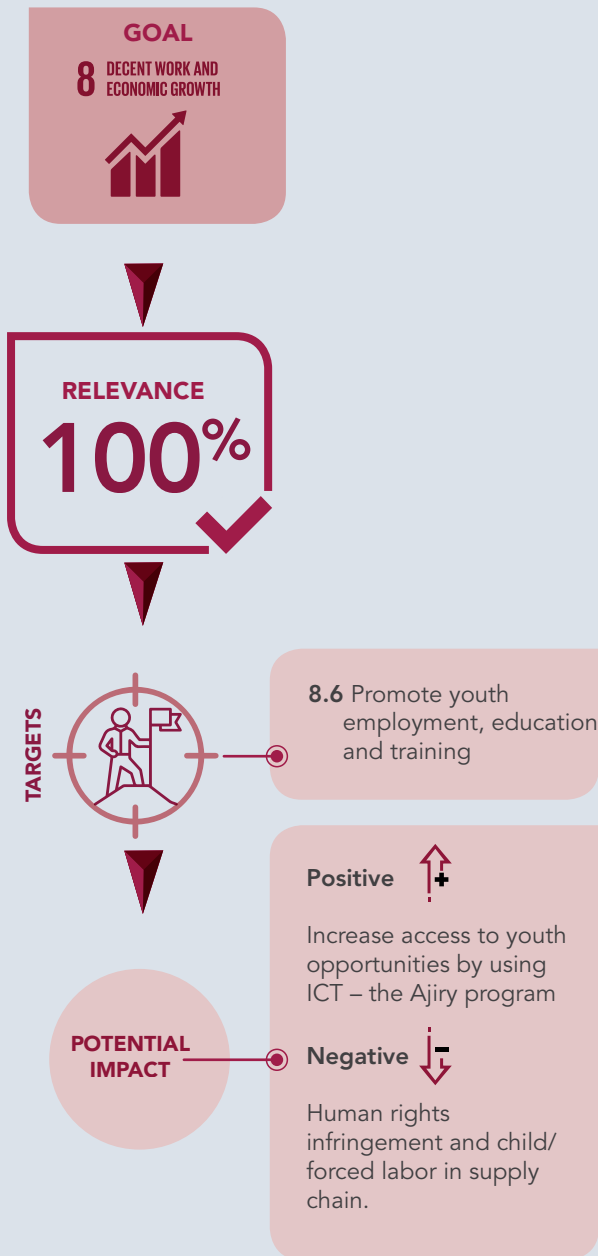 GOAL
8 DECENT WORK AND
ECONOMIC GROWTH
RELEVANCE
100%
TARGETS
8.6 Promote youth
employment, education
and training
POTENTIAL
IMPACT
Positive +
Increase access to youth
opportunities by using
ICT – the Ajiry program
Negative -
Human rights
infringement and child/
forced labor in supply
chain.